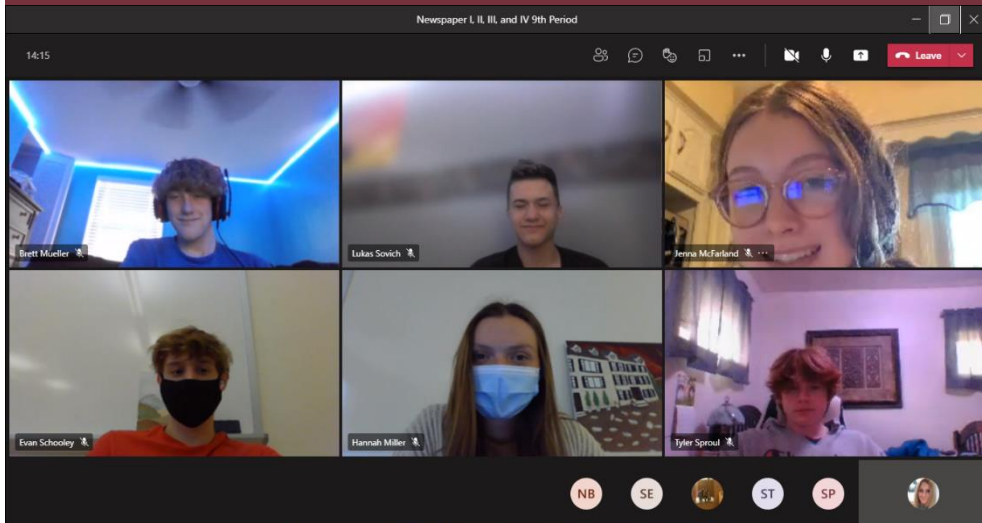 Newspaper I, II, III, and IV 9th Period
14:15
Leave
Brett Mueller
Lukas Sovich
Jenna McFarland
Evan Schooley
Hannah Miller
Tyler Sproul
NB
SE
ST
SP